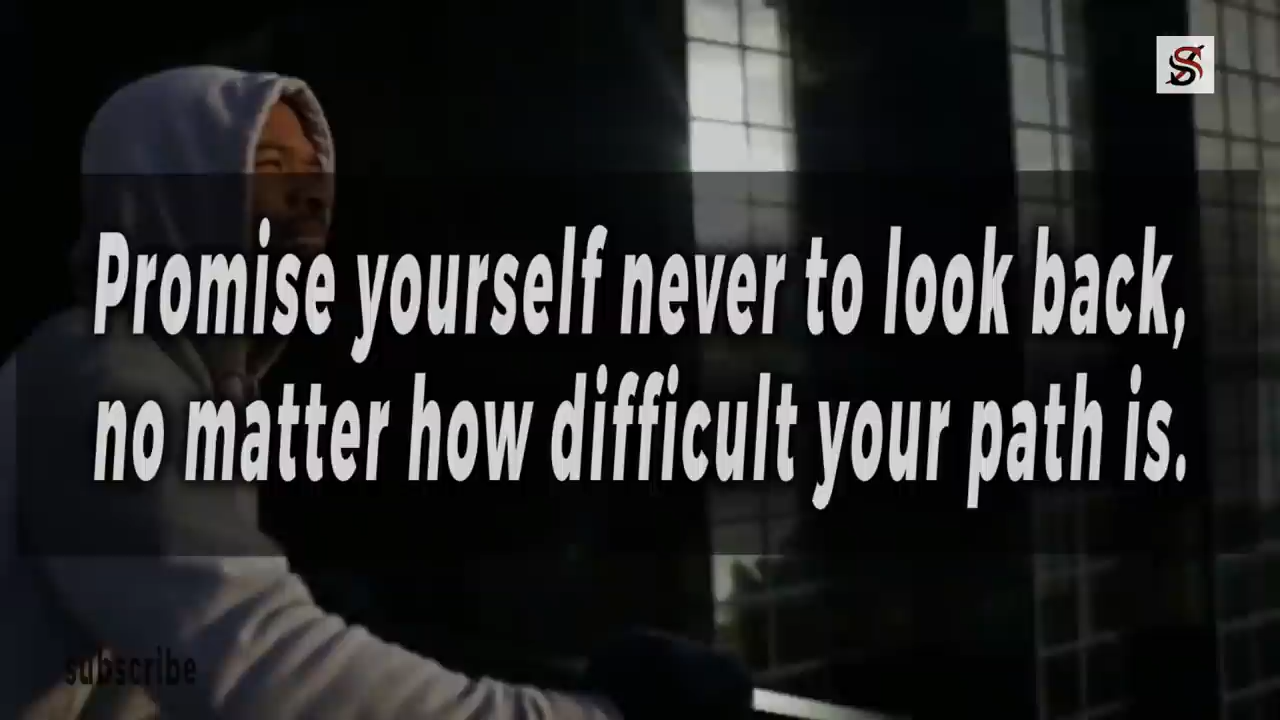 Promise yourself never to look back,
no matter how difficult your path is.
subscribe